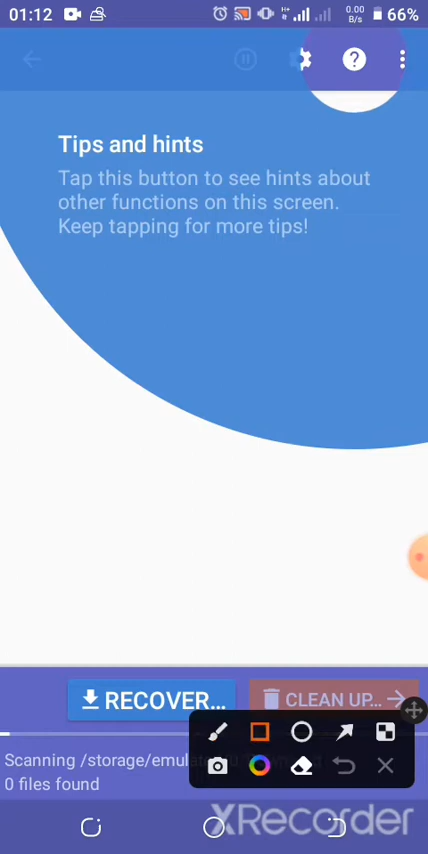 01:12
H+
0.00
B/s
66%
Tips and hints
Tap this button to see hints about
other functions on this screen.
Keep tapping for more tips!
RECOVER...
CLEAN UP...
Scanning /storage/emul
0 files found
XRecorder